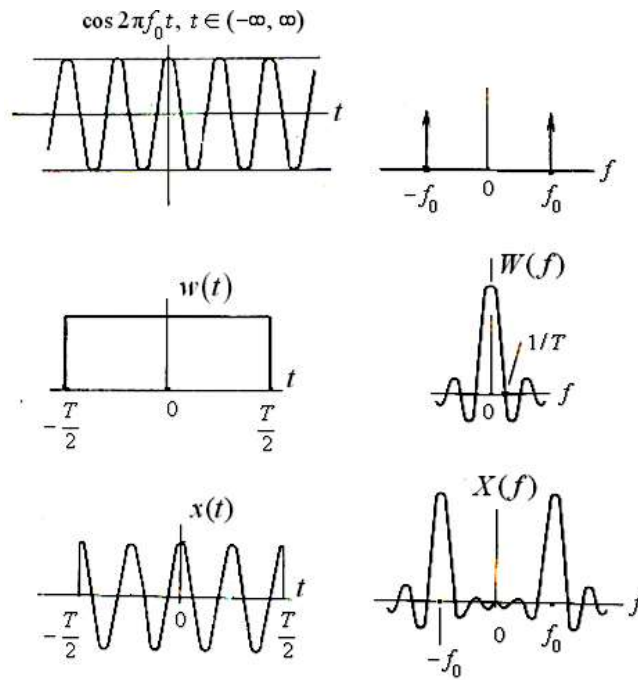 cos 2πf₀t, t ∈ (−∞, ∞)
t
−f₀ 0 f₀ f
w(t)
−T/2 0 T/2 t
W(f)
1/T
0 f
x(t)
−T/2 0 T/2 t
X(f)
−f₀ 0 f₀ f